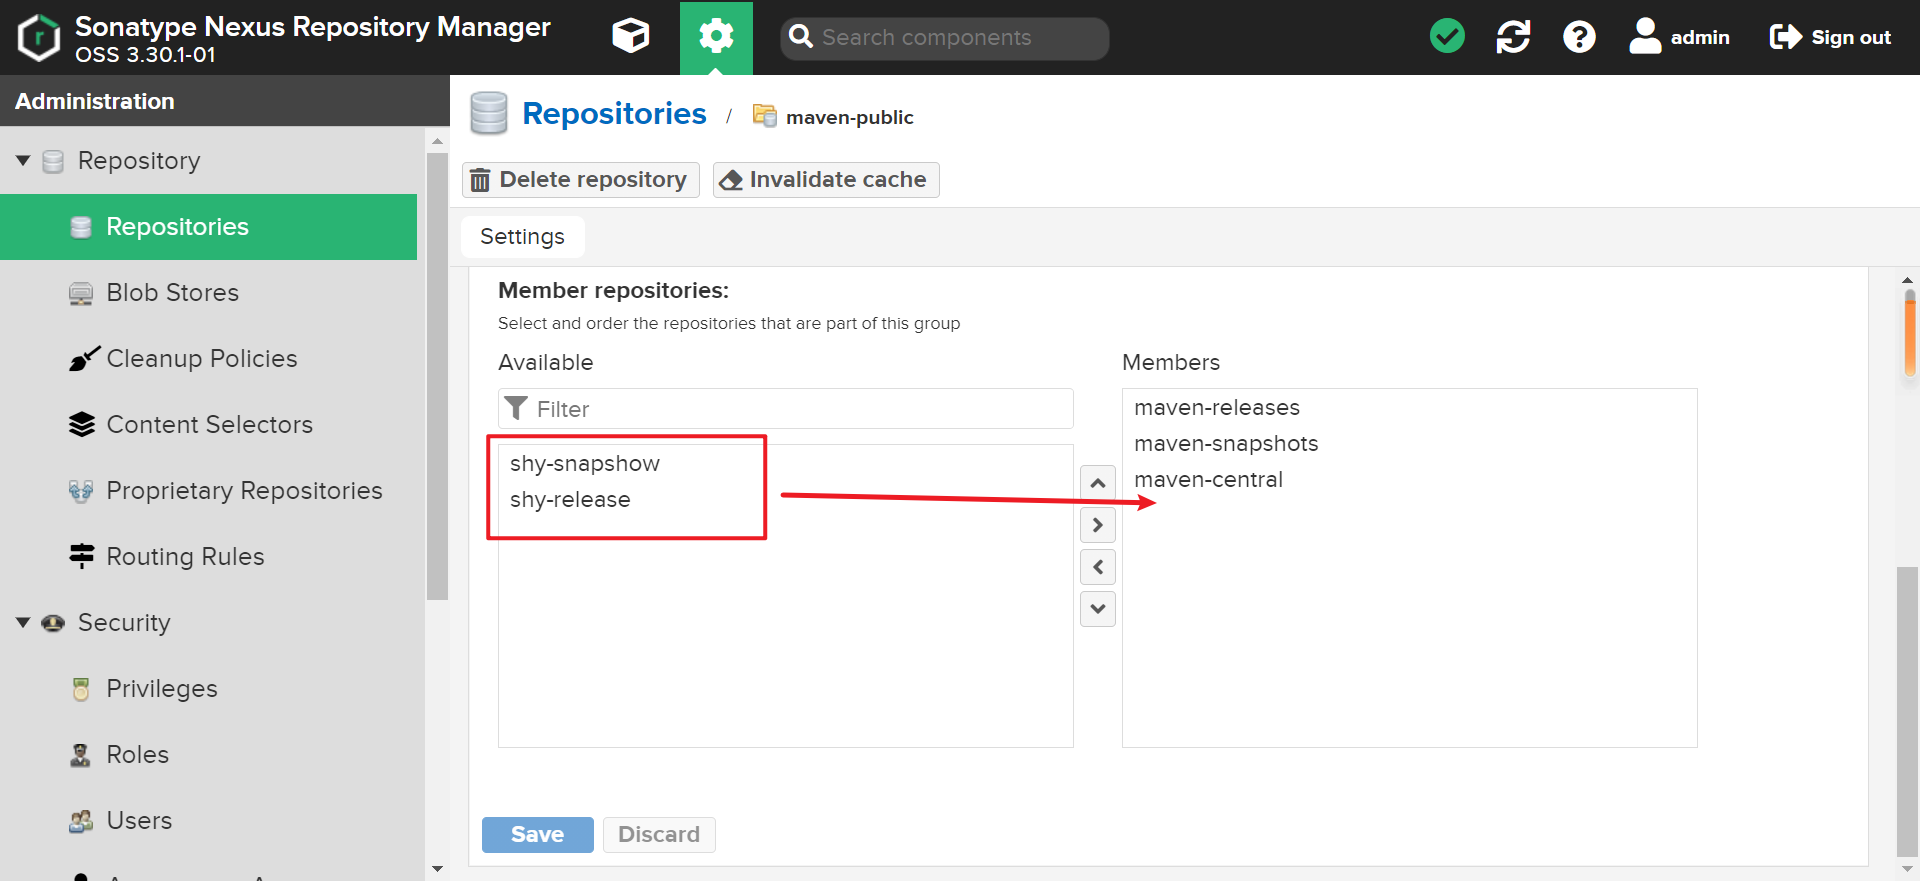 Sonatype Nexus Repository Manager
OSS 3.30.1-01
Search components
admin
Sign out
Administration
Repository
Repositories
Blob Stores
Cleanup Policies
Content Selectors
Proprietary Repositories
Routing Rules
Security
Privileges
Roles
Users
Repositories / maven-public
Delete repository
Invalidate cache
Settings
Member repositories:
Select and order the repositories that are part of this group
Available
Filter
shy-snapshow
shy-release
Members
maven-releases
maven-snapshots
maven-central
Save
Discard